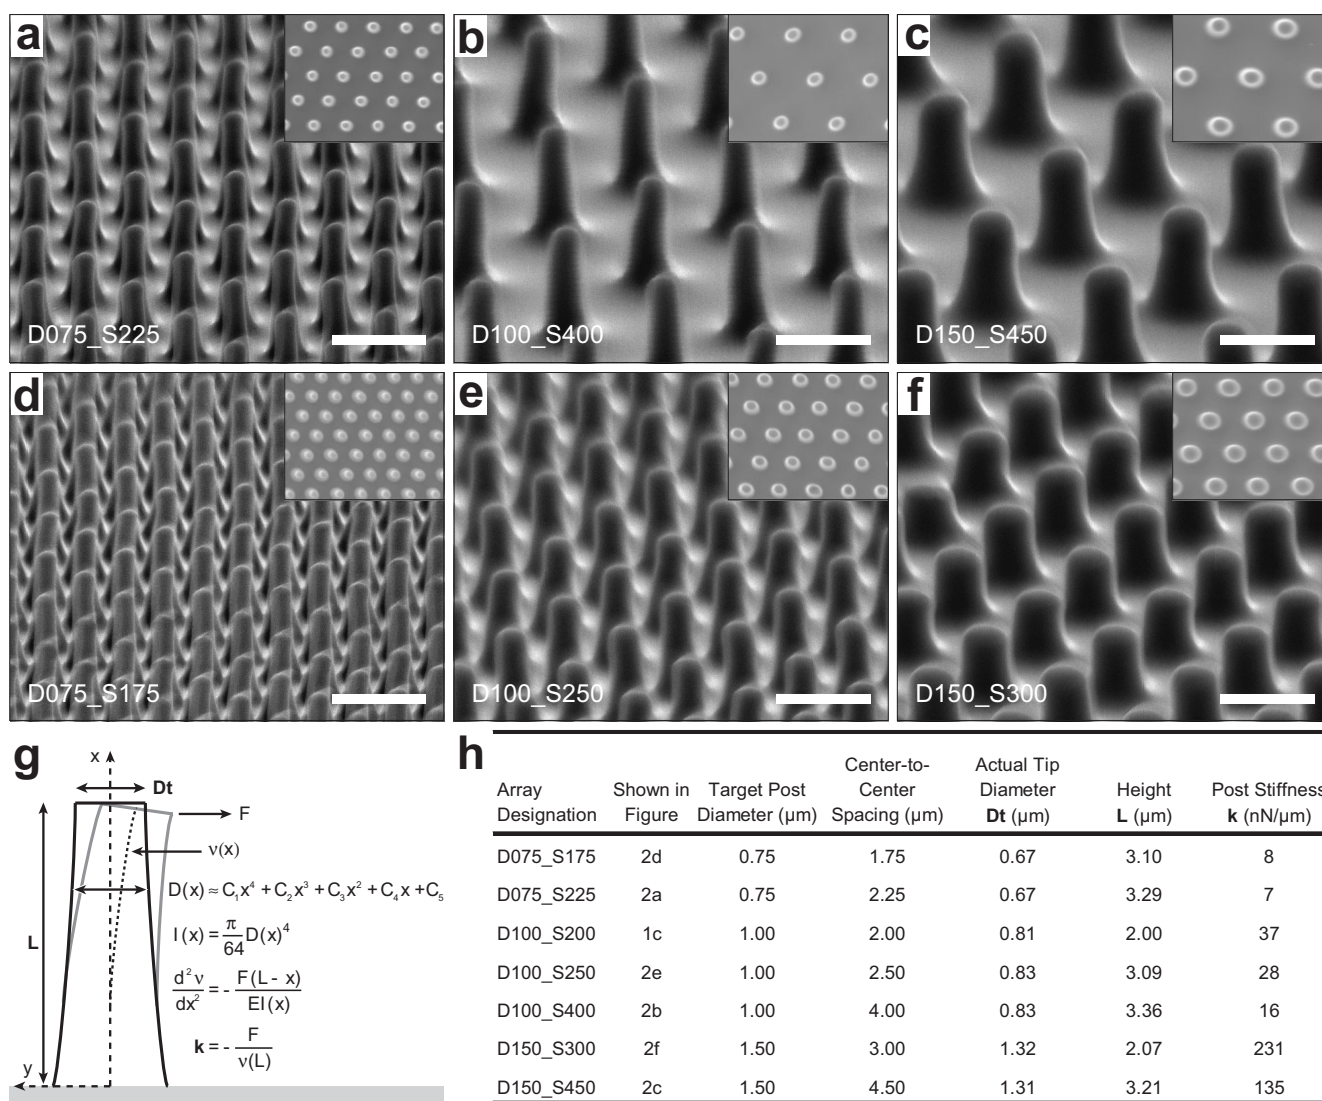 a
b
c
D075_S225
D100_S400
D150_S450
d
e
f
D075_S175
D100_S250
D150_S300
g
x
Dt
F
ν(x)
D(x) ≈ C₁x⁴ + C₂x³ + C₃x² + C₄x + C₅
I(x) = π/64 D(x)⁴
L
d²ν/dx² = - F(L - x)/EI(x)
k = - F/ν(L)
y
h
Array Designation Shown in Figure Target Post Diameter (µm) Center-to-Center Spacing (µm) Actual Tip Diameter Dt (µm) Height L (µm) Post Stiffness k (nN/µm)
D075_S175 2d 0.75 1.75 0.67 3.10 8
D075_S225 2a 0.75 2.25 0.67 3.29 7
D100_S200 1c 1.00 2.00 0.81 2.00 37
D100_S250 2e 1.00 2.50 0.83 3.09 28
D100_S400 2b 1.00 4.00 0.83 3.36 16
D150_S300 2f 1.50 3.00 1.32 2.07 231
D150_S450 2c 1.50 4.50 1.31 3.21 135